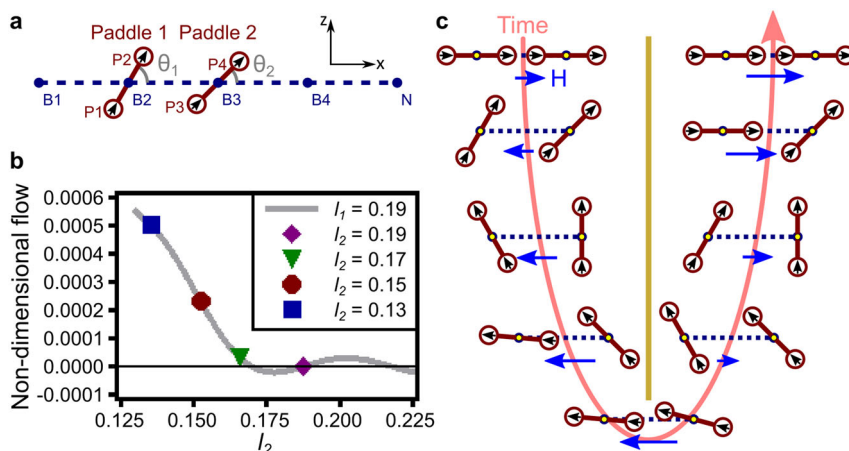 a
Paddle 1 Paddle 2
P2 θ1 P4 θ2
B1 P1 B2 P3 B3 B4 N
z
x
b
Non-dimensional flow
0.0006
0.0005
0.0004
0.0003
0.0002
0.0001
0.0000
-0.0001
0.125 0.150 0.175 0.200 0.225
l2
l1 = 0.19
l2 = 0.19
l2 = 0.17
l2 = 0.15
l2 = 0.13
c
Time
H